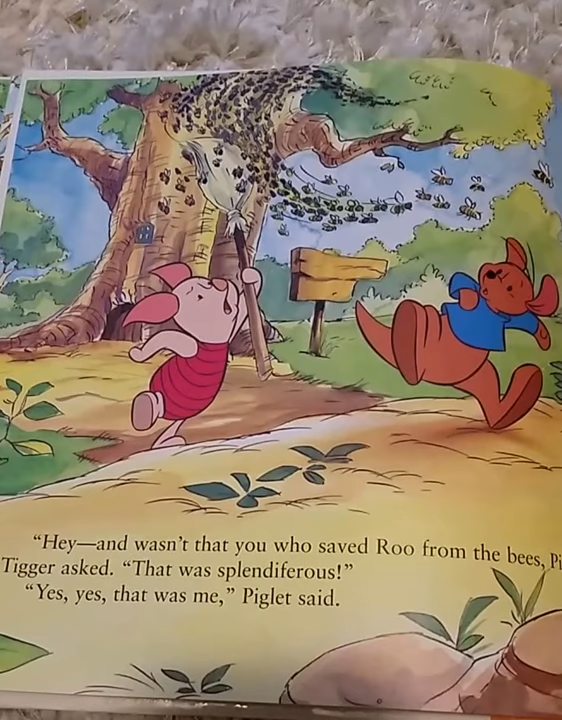 “Hey—and wasn’t that you who saved Roo from the bees, Pi
Tigger asked. “That was splendiferous!”
“Yes, yes, that was me,” Piglet said.